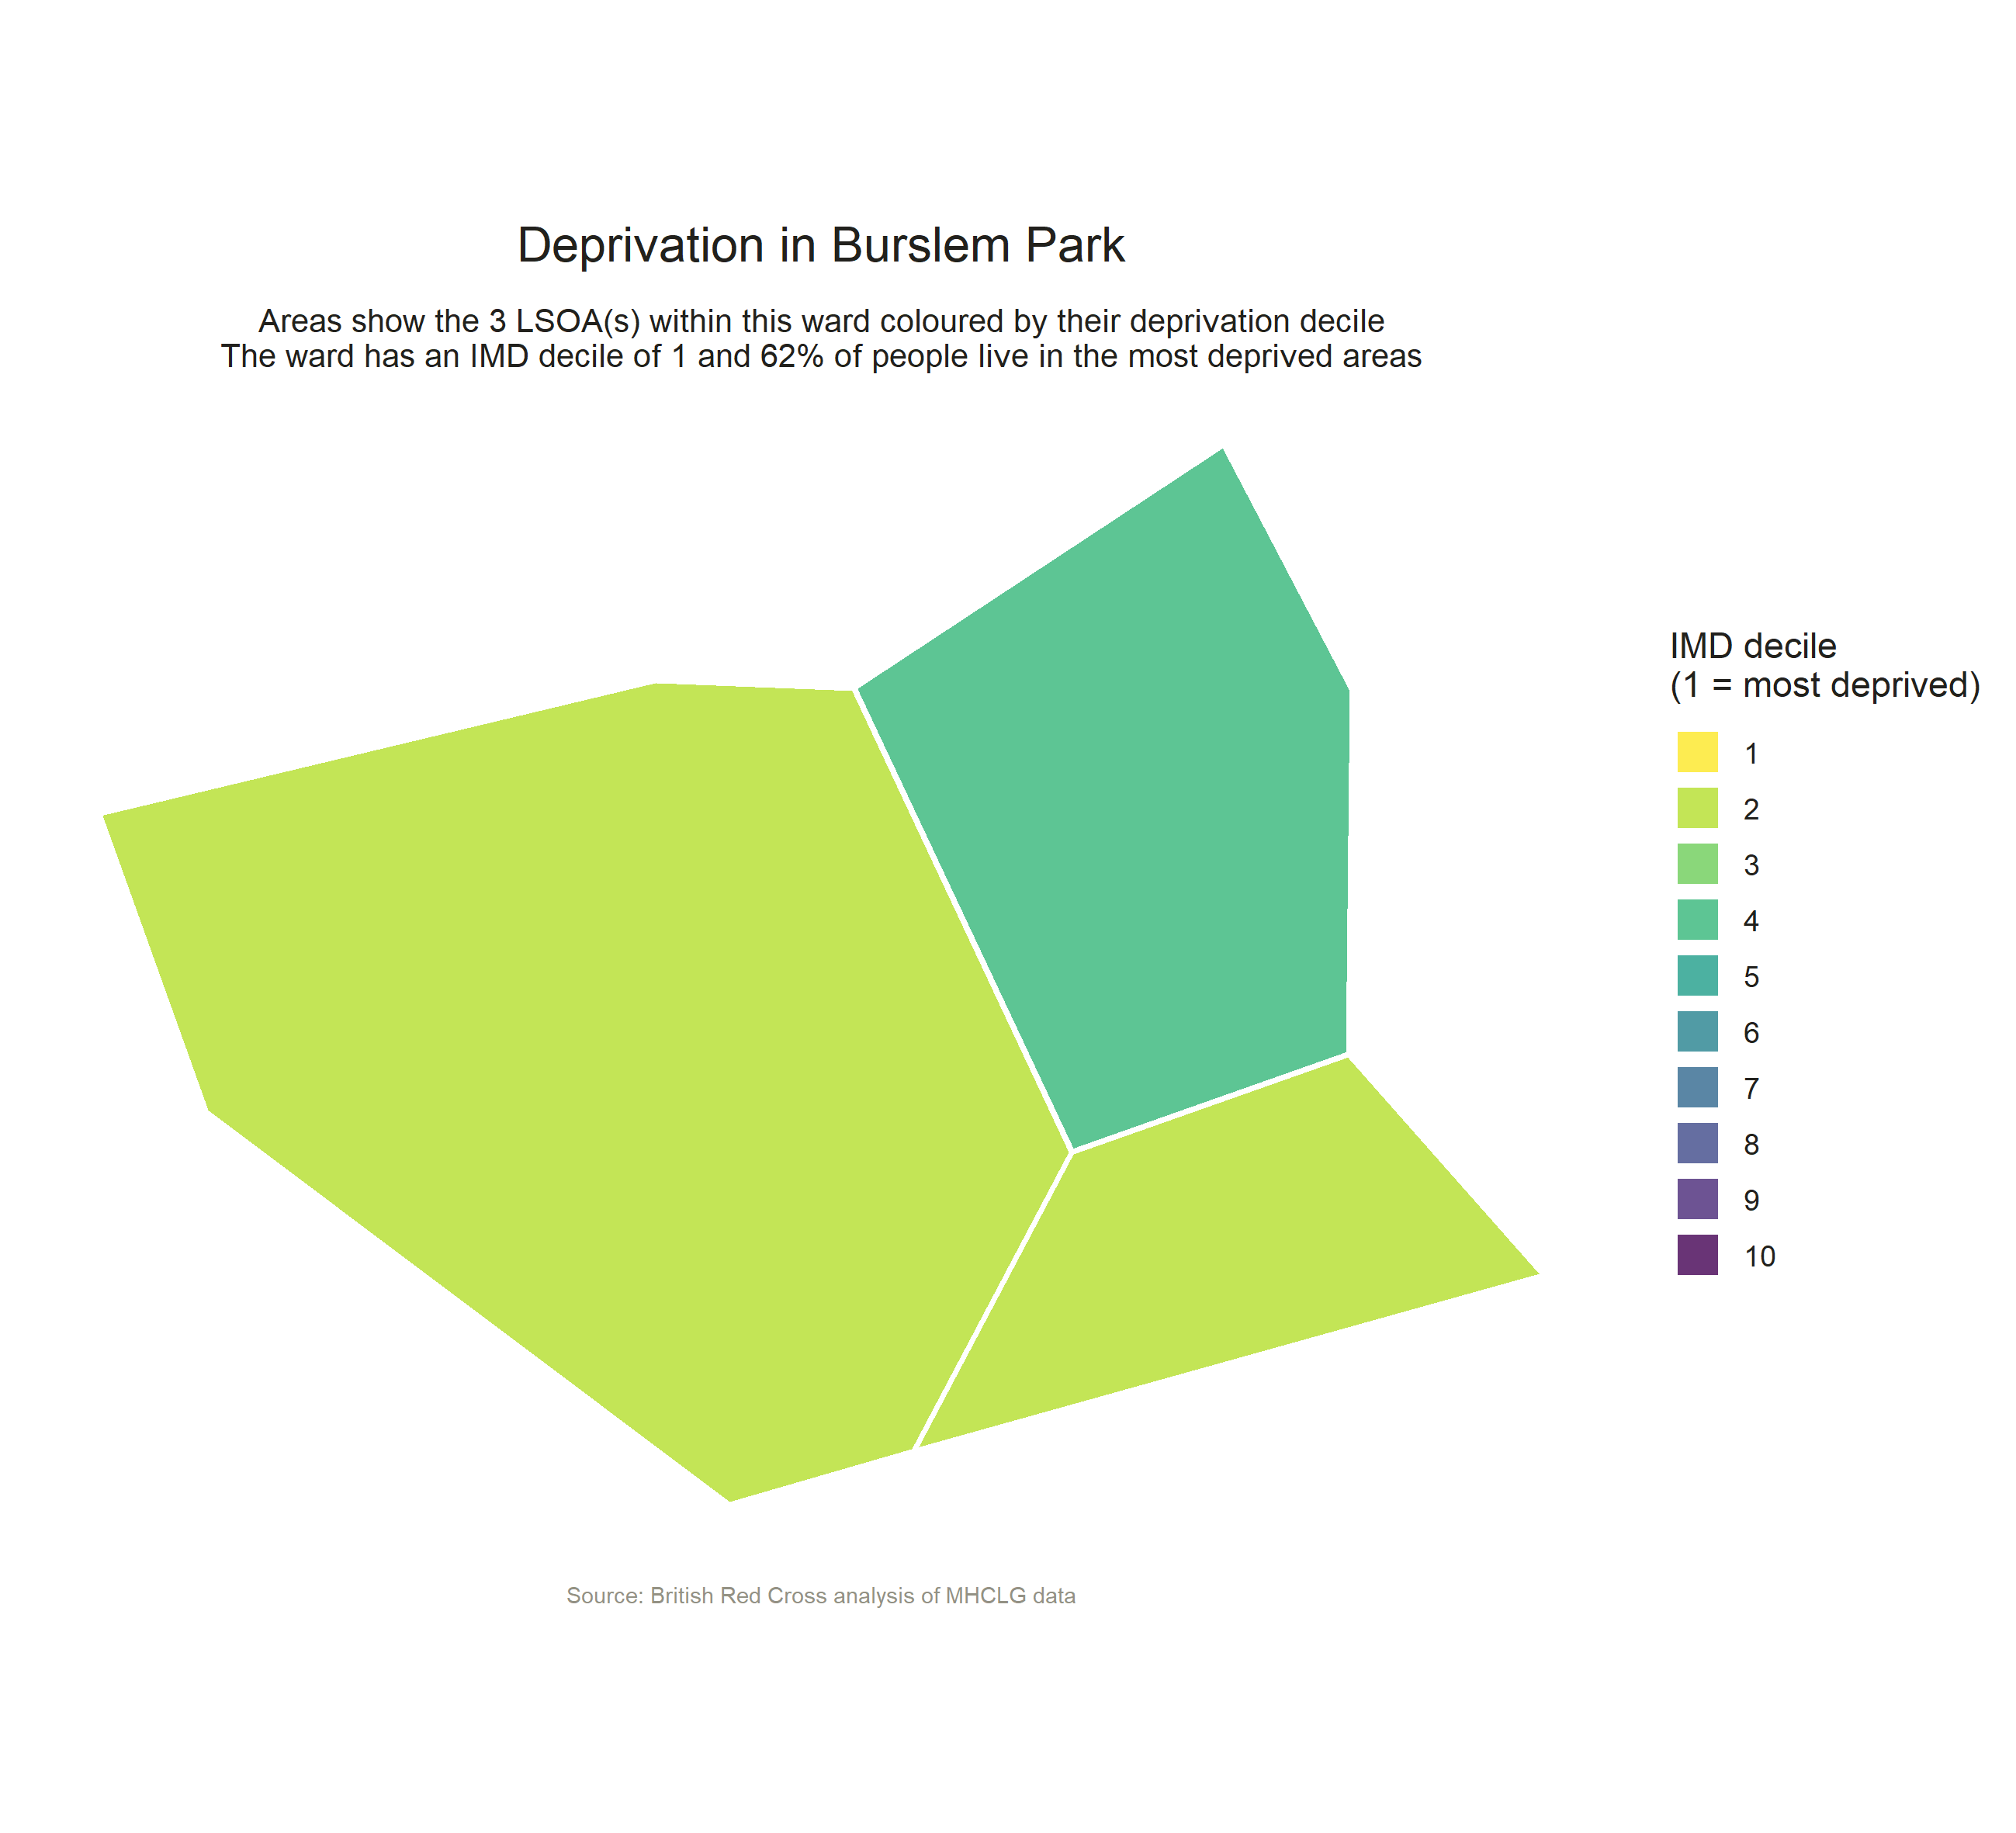 Deprivation in Burslem Park
Areas show the 3 LSOA(s) within this ward coloured by their deprivation decile
The ward has an IMD decile of 1 and 62% of people live in the most deprived areas
IMD decile
(1 = most deprived)
1
2
3
4
5
6
7
8
9
10
Source: British Red Cross analysis of MHCLG data